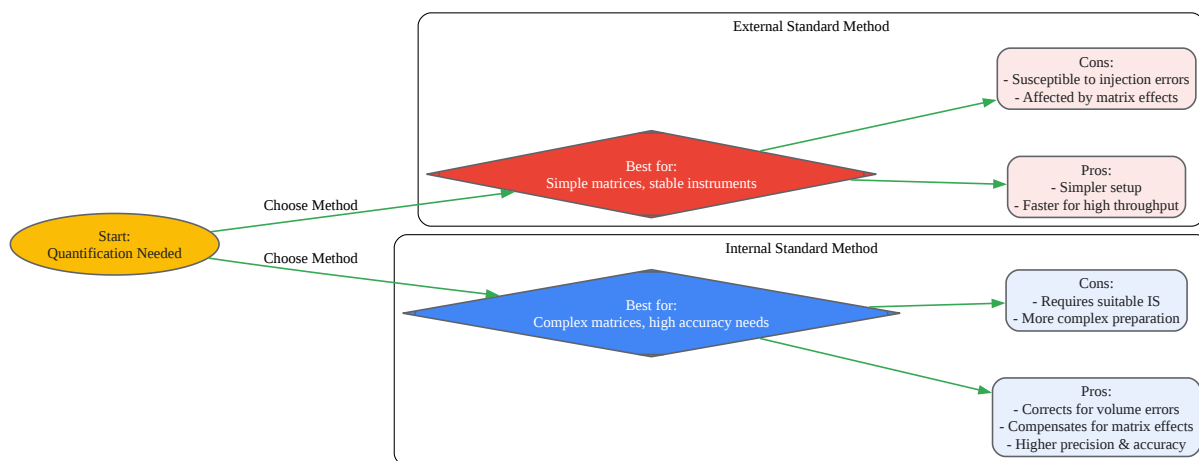 External Standard Method
Cons:
- Susceptible to injection errors
- Affected by matrix effects
Best for:
Simple matrices, stable instruments
Pros:
- Simpler setup
- Faster for high throughput
Choose Method
Start:
Quantification Needed
Choose Method
Internal Standard Method
Best for:
Complex matrices, high accuracy needs
Cons:
- Requires suitable IS
- More complex preparation
Pros:
- Corrects for volume errors
- Compensates for matrix effects
- Higher precision & accuracy